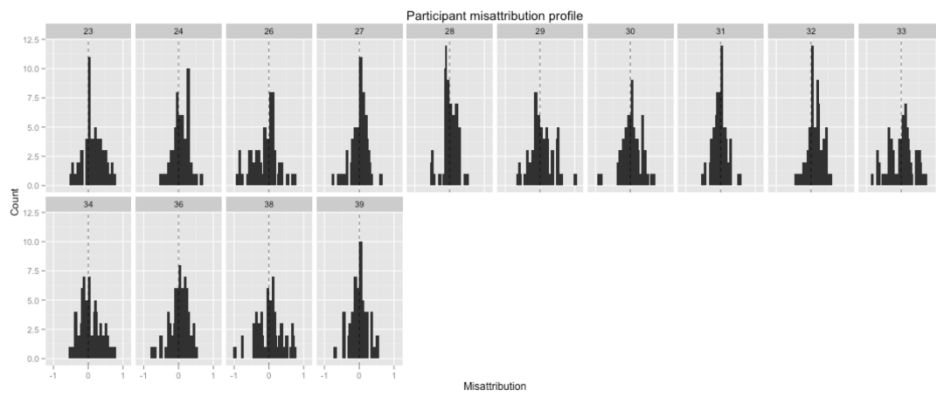 Participant misattribution profile
23 24 26 27 28 29 30 31 32 33
12.5
10.0
7.5
5.0
2.5
0.0
Count
34 36 38 39
12.5
10.0
7.5
5.0
2.5
0.0
-1 0 1 -1 0 1 -1 0 1 -1 0 1
Misattribution